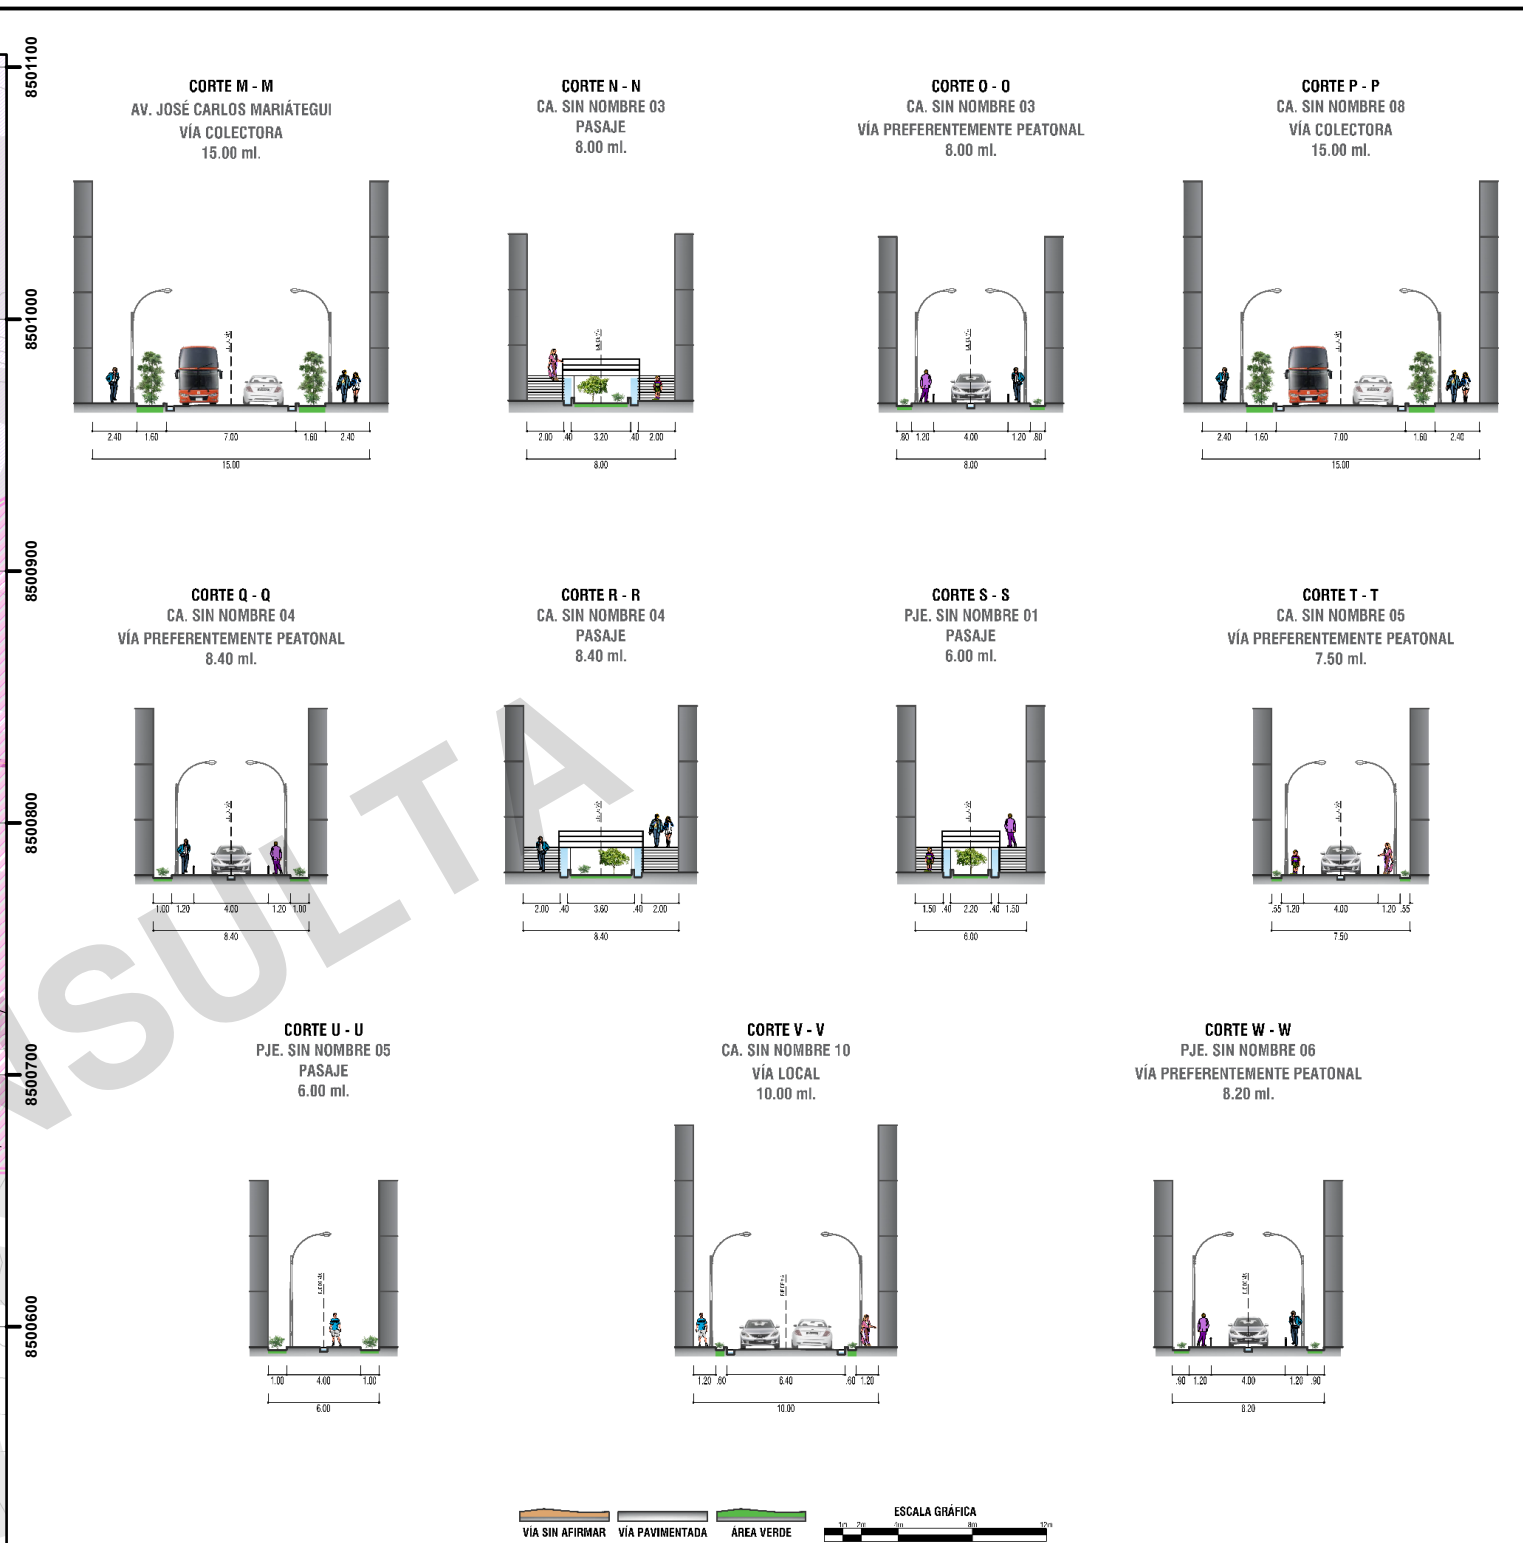 8501100
8501000
8500900
8500800
8500700
8500600
CORTE M - M
AV. JOSÉ CARLOS MARIÁTEGUI
VÍA COLECTORA
15.00 ml.
2.40 1.60 7.00 1.60 2.40
15.00
CORTE N - N
CA. SIN NOMBRE 03
PASAJE
8.00 ml.
2.00 .40 3.20 .40 2.00
8.00
CORTE O - O
CA. SIN NOMBRE 03
VÍA PREFERENTEMENTE PEATONAL
8.00 ml.
.80 1.20 4.00 1.20 .80
8.00
CORTE P - P
CA. SIN NOMBRE 08
VÍA COLECTORA
15.00 ml.
2.40 1.60 7.00 1.60 2.40
15.00
CORTE Q - Q
CA. SIN NOMBRE 04
VÍA PREFERENTEMENTE PEATONAL
8.40 ml.
1.00 1.20 4.00 1.20 1.00
8.40
CORTE R - R
CA. SIN NOMBRE 04
PASAJE
8.40 ml.
2.00 .40 3.60 .40 2.00
8.40
CORTE S - S
PJE. SIN NOMBRE 01
PASAJE
6.00 ml.
1.50 .40 2.20 .40 1.50
6.00
CORTE T - T
CA. SIN NOMBRE 05
VÍA PREFERENTEMENTE PEATONAL
7.50 ml.
.55 1.20 4.00 1.20 .55
7.50
CORTE U - U
PJE. SIN NOMBRE 05
PASAJE
6.00 ml.
1.00 4.00 1.00
6.00
CORTE V - V
CA. SIN NOMBRE 10
VÍA LOCAL
10.00 ml.
1.20 .60 6.40 .60 1.20
10.00
CORTE W - W
PJE. SIN NOMBRE 06
VÍA PREFERENTEMENTE PEATONAL
8.20 ml.
.90 1.20 4.00 1.20 .90
8.20
NSULTA
VÍA SIN AFIRMAR VÍA PAVIMENTADA ÁREA VERDE
ESCALA GRÁFICA
1m 2m 4m 8m 12m